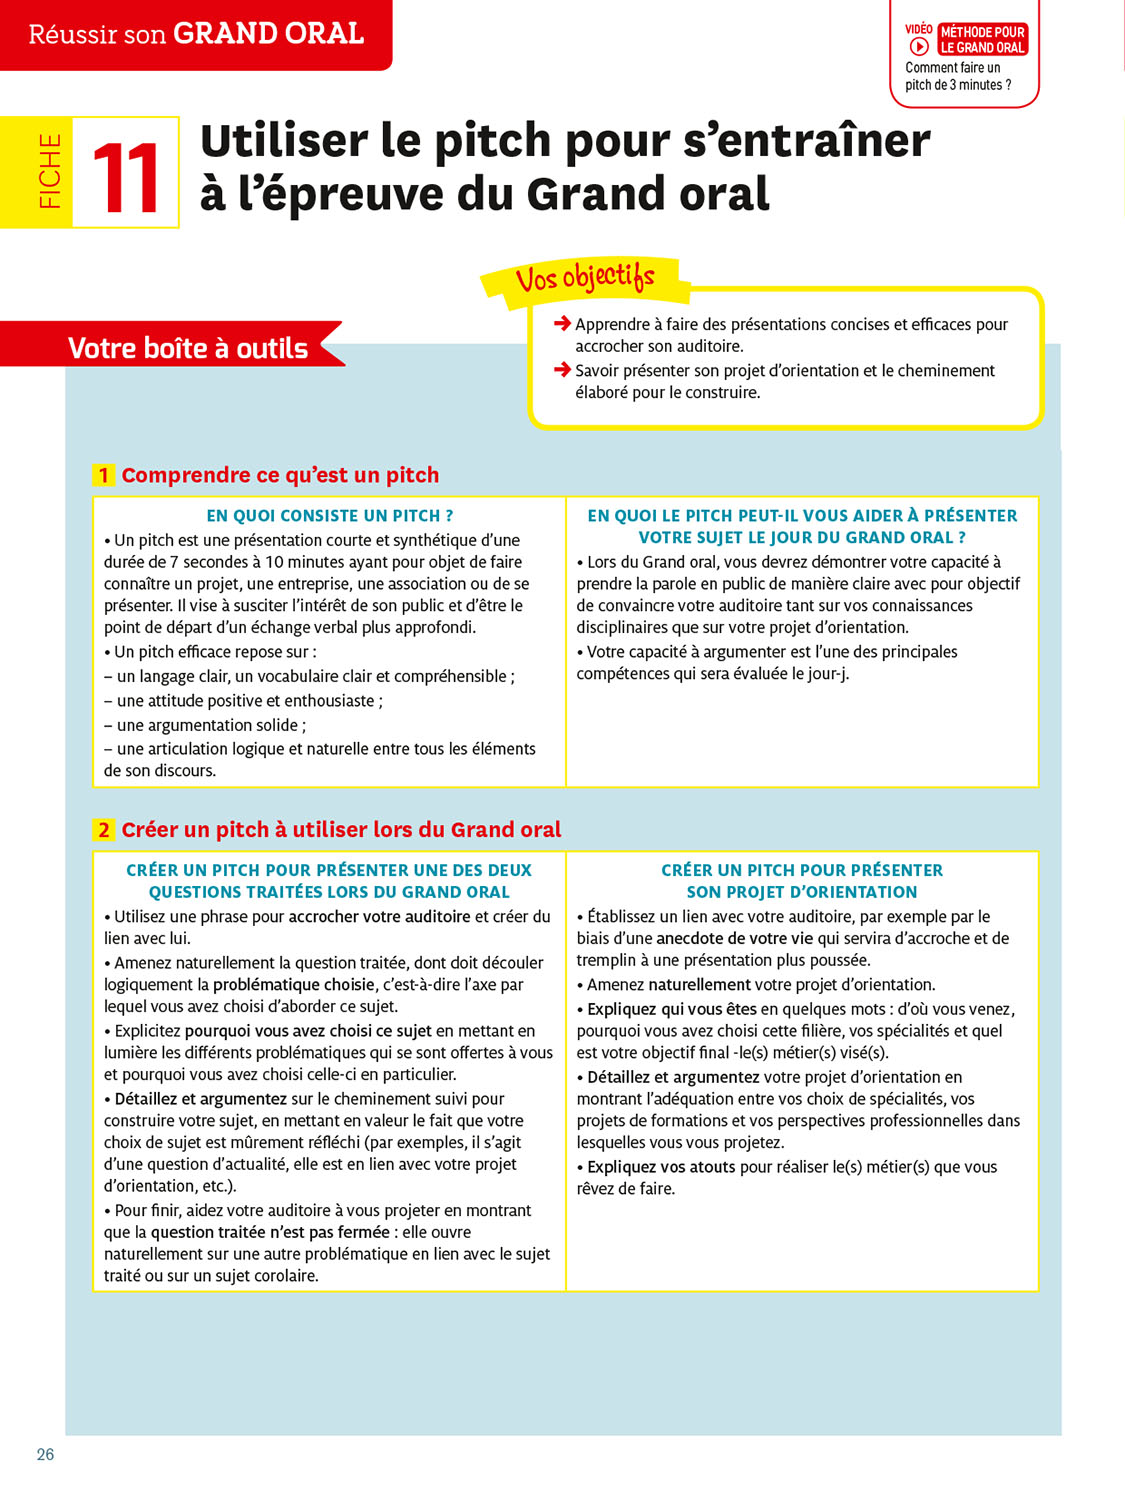 Réussir son GRAND ORAL
VIDÉO
MÉTHODE POUR
LE GRAND ORAL
Comment faire un
pitch de 3 minutes ?
FICHE
11
Utiliser le pitch pour s’entraîner
à l’épreuve du Grand oral
Vos objectifs
➔ Apprendre à faire des présentations concises et efficaces pour
accrocher son auditoire.
➔ Savoir présenter son projet d’orientation et le cheminement
élaboré pour le construire.
Votre boîte à outils
1 Comprendre ce qu’est un pitch
EN QUOI CONSISTE UN PITCH ?
• Un pitch est une présentation courte et synthétique d’une
durée de 7 secondes à 10 minutes ayant pour objet de faire
connaître un projet, une entreprise, une association ou de se
présenter. Il vise à susciter l’intérêt de son public et d’être le
point de départ d’un échange verbal plus approfondi.
• Un pitch efficace repose sur :
– un langage clair, un vocabulaire clair et compréhensible ;
– une attitude positive et enthousiaste ;
– une argumentation solide ;
– une articulation logique et naturelle entre tous les éléments
de son discours.
EN QUOI LE PITCH PEUT-IL VOUS AIDER À PRÉSENTER
VOTRE SUJET LE JOUR DU GRAND ORAL ?
• Lors du Grand oral, vous devrez démontrer votre capacité à
prendre la parole en public de manière claire avec pour objectif
de convaincre votre auditoire tant sur vos connaissances
disciplinaires que sur votre projet d’orientation.
• Votre capacité à argumenter est l’une des principales
compétences qui sera évaluée le jour-j.
2 Créer un pitch à utiliser lors du Grand oral
CRÉER UN PITCH POUR PRÉSENTER UNE DES DEUX
QUESTIONS TRAITÉES LORS DU GRAND ORAL
• Utilisez une phrase pour accrocher votre auditoire et créer du
lien avec lui.
• Amenez naturellement la question traitée, dont doit découler
logiquement la problématique choisie, c’est-à-dire l’axe par
lequel vous avez choisi d’aborder ce sujet.
• Explicitez pourquoi vous avez choisi ce sujet en mettant en
lumière les différents problématiques qui se sont offertes à vous
et pourquoi vous avez choisi celle-ci en particulier.
• Détaillez et argumentez sur le cheminement suivi pour
construire votre sujet, en mettant en valeur le fait que votre
choix de sujet est mûrement réfléchi (par exemples, il s’agit
d’une question d’actualité, elle est en lien avec votre projet
d’orientation, etc.).
• Pour finir, aidez votre auditoire à vous projeter en montrant
que la question traitée n’est pas fermée : elle ouvre
naturellement sur une autre problématique en lien avec le sujet
traité ou sur un sujet corolaire.
CRÉER UN PITCH POUR PRÉSENTER
SON PROJET D’ORIENTATION
• Établissez un lien avec votre auditoire, par exemple par le
biais d’une anecdote de votre vie qui servira d’accroche et de
tremplin à une présentation plus poussée.
• Amenez naturellement votre projet d’orientation.
• Expliquez qui vous êtes en quelques mots : d’où vous venez,
pourquoi vous avez choisi cette filière, vos spécialités et quel
est votre objectif final -le(s) métier(s) visé(s).
• Détaillez et argumentez votre projet d’orientation en
montrant l’adéquation entre vos choix de spécialités, vos
projets de formations et vos perspectives professionnelles dans
lesquelles vous vous projetez.
• Expliquez vos atouts pour réaliser le(s) métier(s) que vous
rêvez de faire.
26